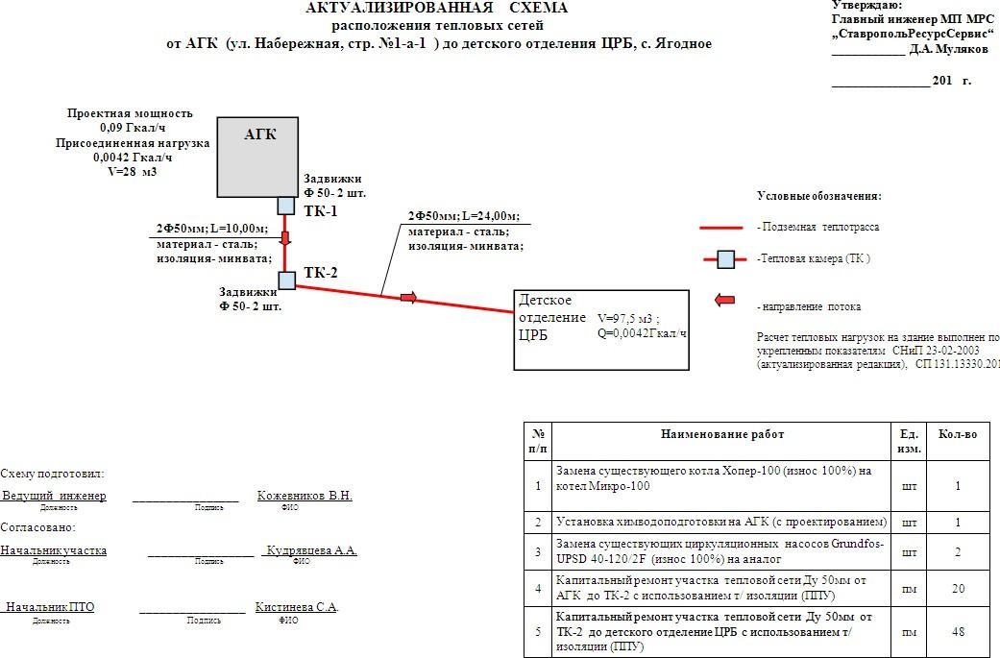 АКТУАЛИЗИРОВАННАЯ СХЕМА
расположения тепловых сетей
от АГК (ул. Набережная, стр. №1-а-1 ) до детского отделения ЦРБ, с. Ягодное
Утверждаю:
Главный инженер МП МРС
„СтавропольРесурсСервис“
___________ Д.А. Муляков
_______________ 201 г.
Проектная мощность
0,09 Гкал/ч
Присоединенная нагрузка
0,0042 Гкал/ч
V=28 м3
АГК
Задвижки
Ф 50- 2 шт.
ТК-1
2Ф50мм; L=10,00м;
материал - сталь;
изоляция- минвата;
2Ф50мм; L=24,00м;
материал - сталь;
изоляция- минвата;
ТК-2
Задвижки
Ф 50- 2 шт.
Детское
отделение
ЦРБ
V=97,5 м3 ;
Q=0,0042Гкал/ч
Условные обозначения:
- Подземная теплотрасса
-Тепловая камера (ТК )
- направление потока
Расчет тепловых нагрузок на здание выполнен по
укрепленным показателям СНиП 23-02-2003
(актуализированная редакция), СП 131.13330.201
Схему подготовил:
Ведущий инженер ________________ Кожевников В.Н.
Должность Подпись ФИО
Согласовано:
Начальник участка ________________ Кудрявцева А.А.
Должность Подпись ФИО
Начальник ПТО ________________ Кистинева С.А.
Должность Подпись ФИО
№ п/п Наименование работ Ед. изм. Кол-во
1 Замена существующего котла Хопер-100 (износ 100%) на
котел Микро-100 шт 1
2 Установка химводоподготовки на АГК (с проектированием) шт 1
3 Замена существующих циркуляционных насосов Grundfos-
UPSD 40-120/2F (износ 100%) на аналог шт 2
4 Капитальный ремонт участка тепловой сети Ду 50мм от
АГК до ТК-2 с использованием т/ изоляции (ППУ) пм 20
5 Капитальный ремонт участка тепловой сети Ду 50мм от
ТК-2 до детского отделение ЦРБ с использованием т/
изоляции (ППУ) пм 48